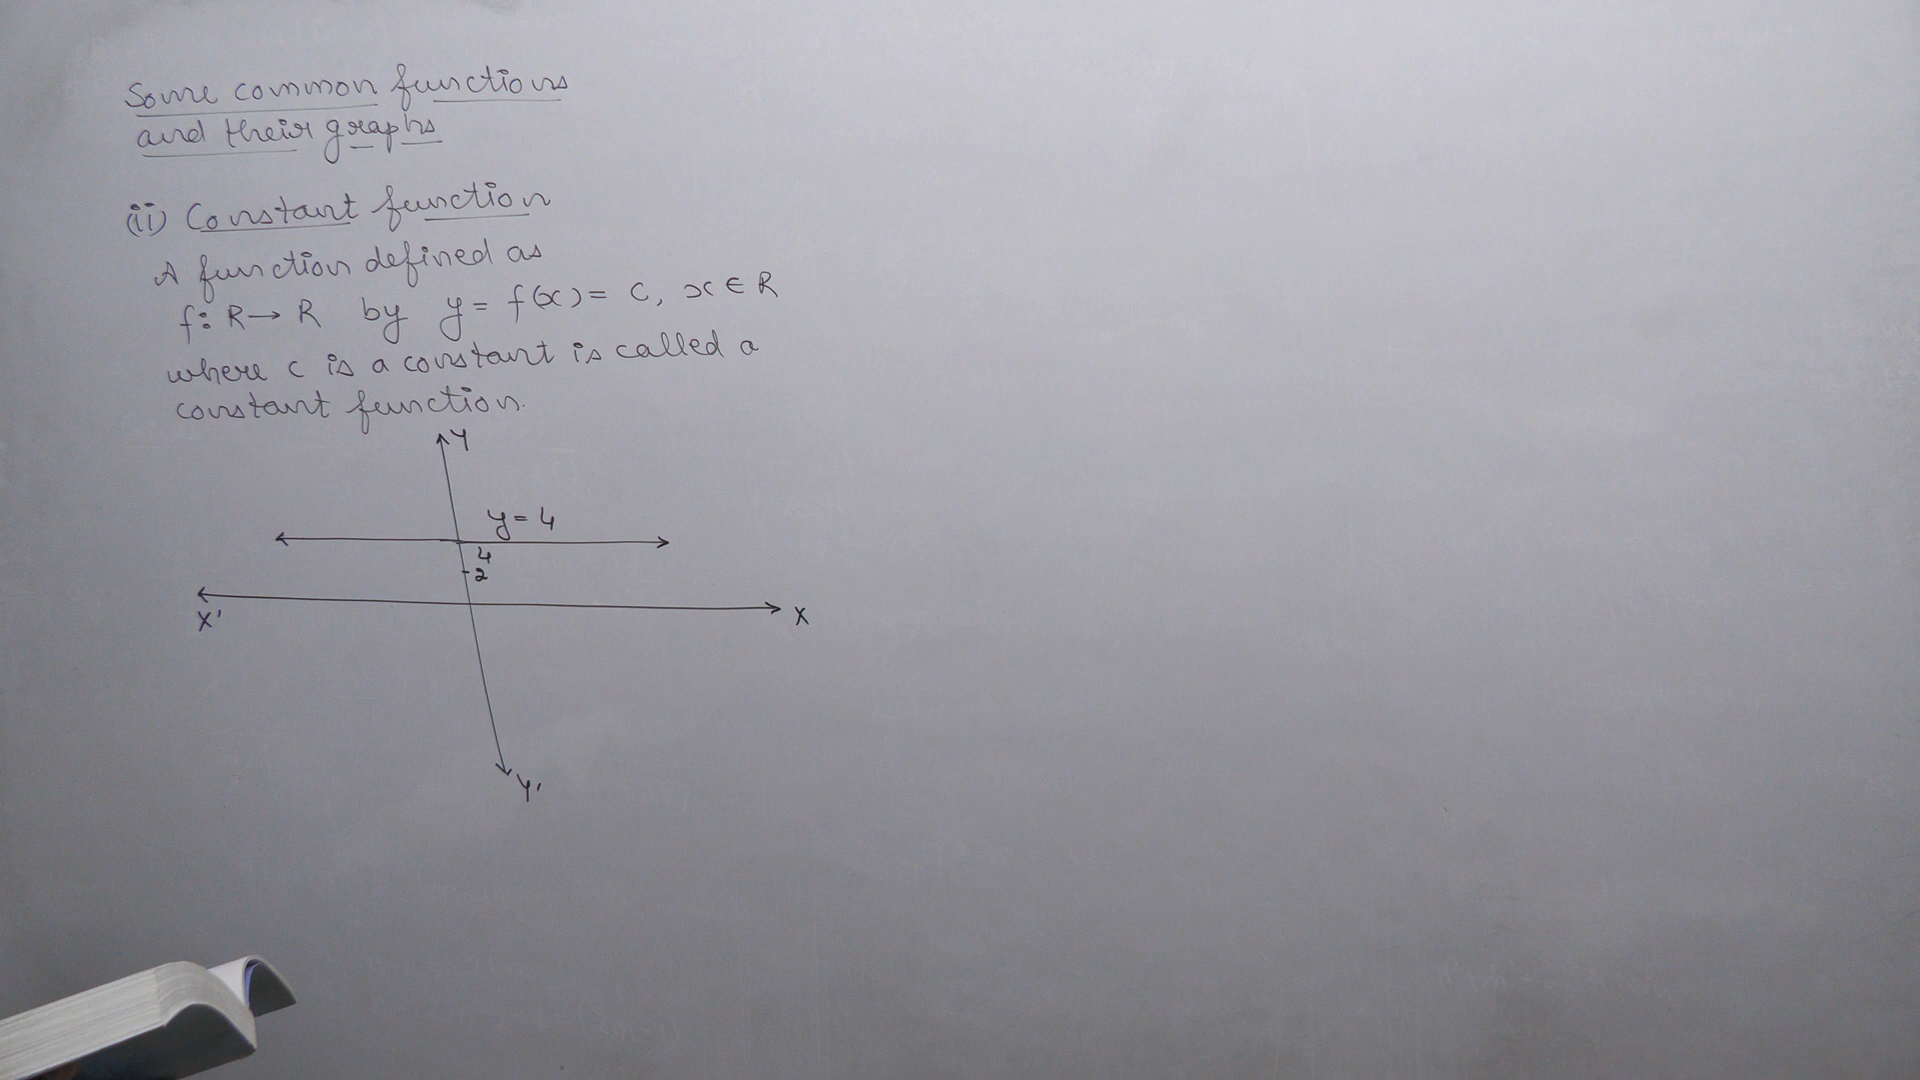 Some common functions
and their graphs
(ii) Constant function
A function defined as
f: R→ R by y = f(x) = c, x ∈ R
where c is a constant is called a
constant function.
Y
y = 4
4
2
X'
X
Y'